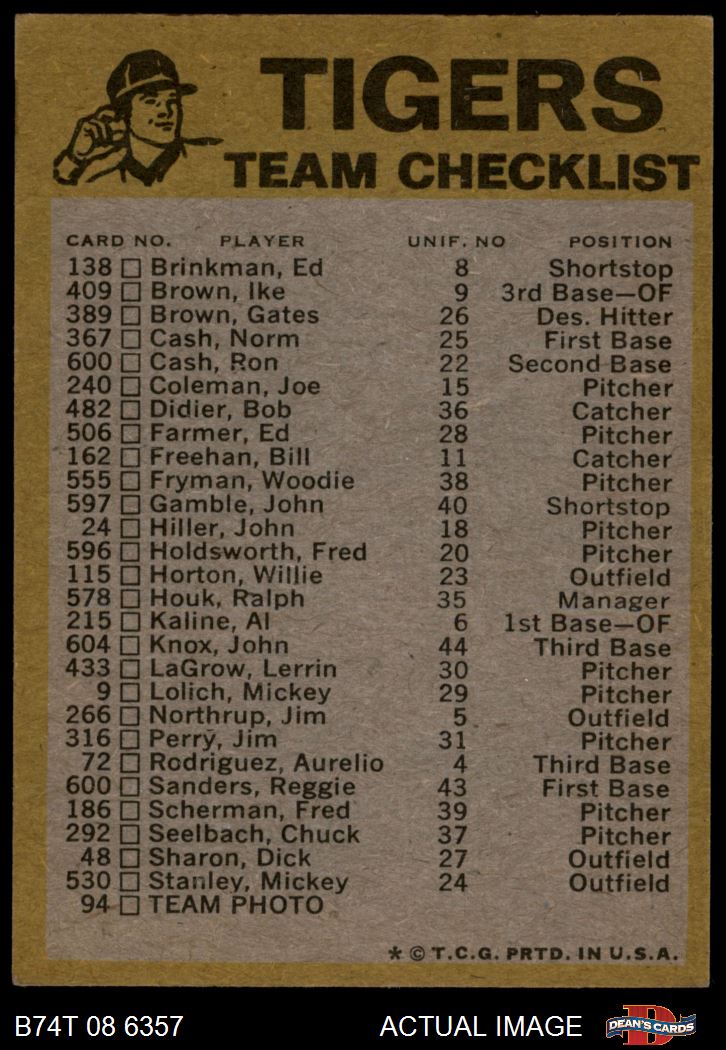 TIGERS
TEAM CHECKLIST
CARD NO. PLAYER UNIF. NO POSITION
138 Brinkman, Ed 8 Shortstop
409 Brown, Ike 9 3rd Base—OF
389 Brown, Gates 26 Des. Hitter
367 Cash, Norm 25 First Base
600 Cash, Ron 22 Second Base
240 Coleman, Joe 15 Pitcher
482 Didier, Bob 36 Catcher
506 Farmer, Ed 28 Pitcher
162 Freehan, Bill 11 Catcher
555 Fryman, Woodie 38 Pitcher
597 Gamble, John 40 Shortstop
24 Hiller, John 18 Pitcher
596 Holdsworth, Fred 20 Pitcher
115 Horton, Willie 23 Outfield
578 Houk, Ralph 35 Manager
215 Kaline, Al 6 1st Base—OF
604 Knox, John 44 Third Base
433 LaGrow, Lerrin 30 Pitcher
9 Lolich, Mickey 29 Pitcher
266 Northrup, Jim 5 Outfield
316 Perry, Jim 31 Pitcher
72 Rodriguez, Aurelio 4 Third Base
600 Sanders, Reggie 43 First Base
186 Scherman, Fred 39 Pitcher
292 Seelbach, Chuck 37 Pitcher
48 Sharon, Dick 27 Outfield
530 Stanley, Mickey 24 Outfield
94 TEAM PHOTO
* © T.C.G. PRTD. IN U.S.A.
B74T 08 6357 ACTUAL IMAGE DEAN'S CARDS